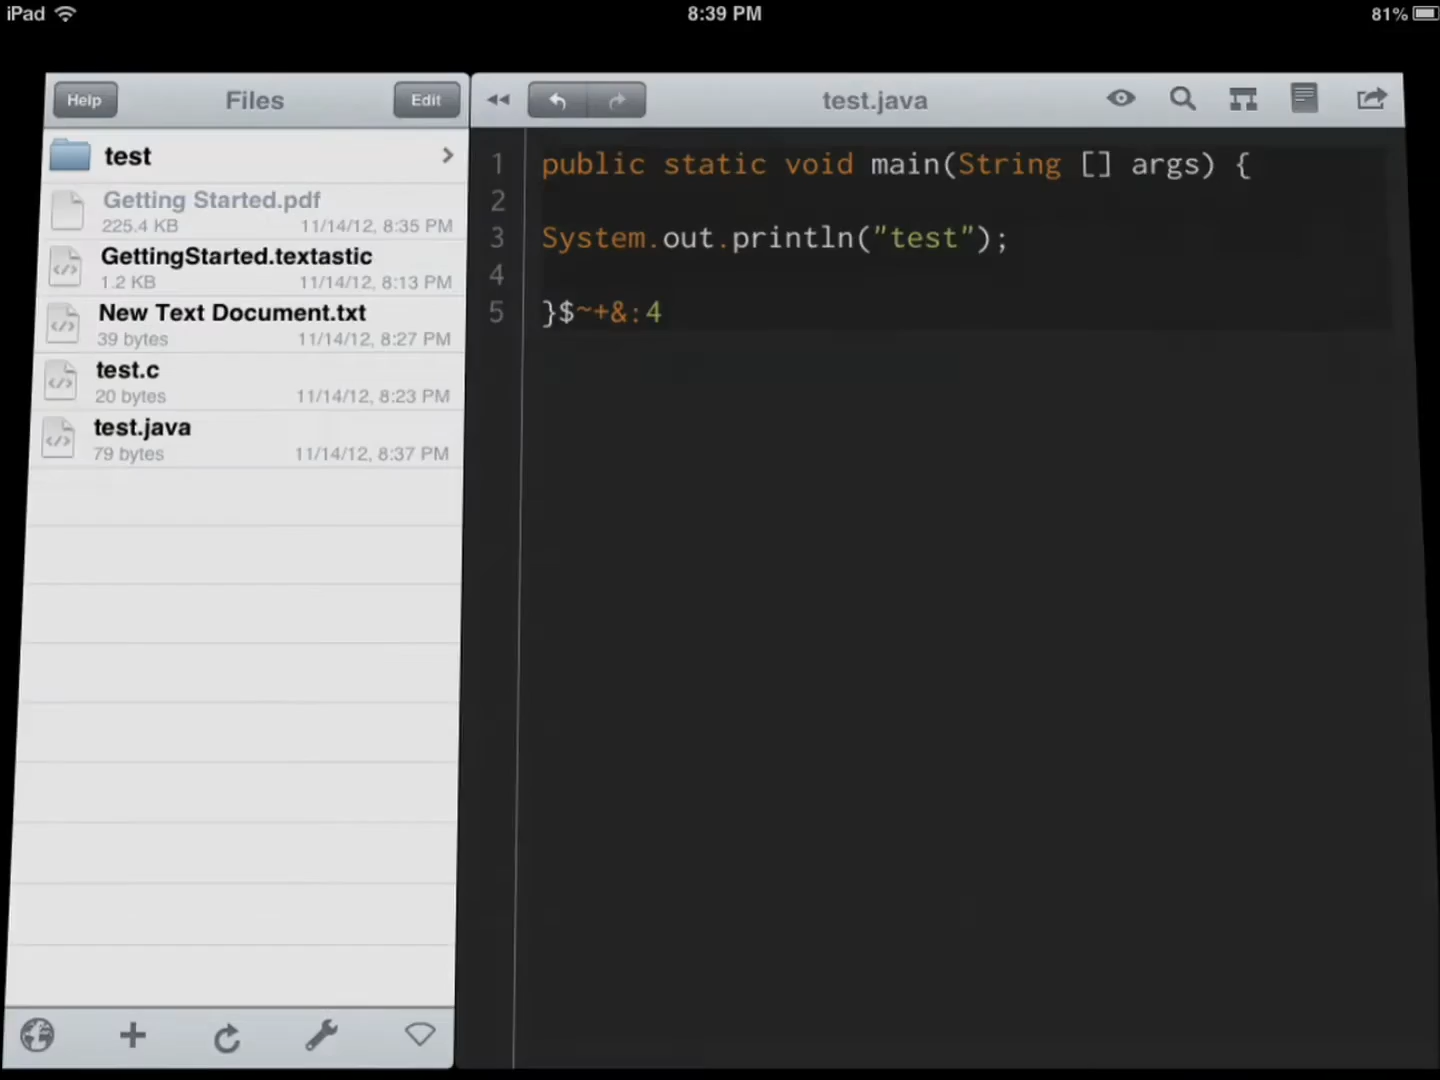 iPad 8:39 PM 81%
Help Files Edit test.java
test
Getting Started.pdf
225.4 KB 11/14/12, 8:35 PM
GettingStarted.textastic
1.2 KB 11/14/12, 8:13 PM
New Text Document.txt
39 bytes 11/14/12, 8:27 PM
test.c
20 bytes 11/14/12, 8:23 PM
test.java
79 bytes 11/14/12, 8:37 PM
1 public static void main(String [] args) {
2
3 System.out.println("test");
4
5 }$~+&:4